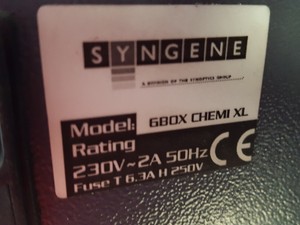 SYNGENE
A DIVISION OF THE SYNOPTICS GROUP
Model: GBOX CHEMI XL
Rating
230V~2A 50Hz CE
Fuse T 6.3A H 250V